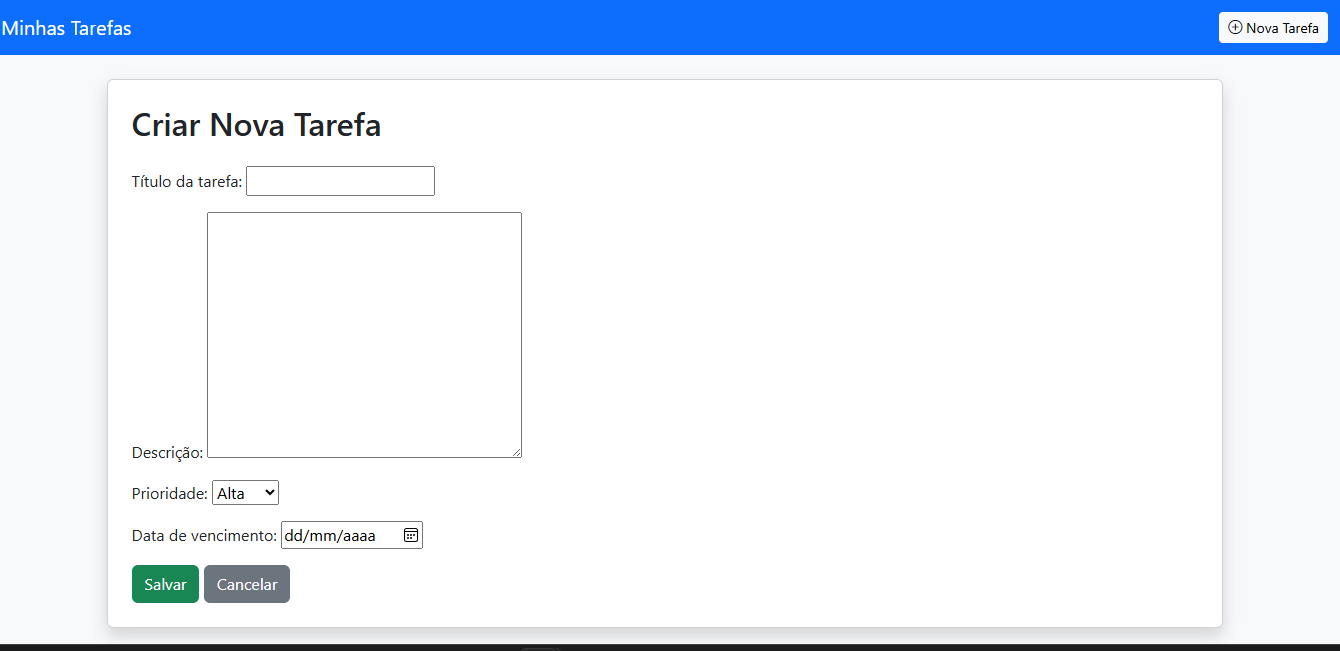 Minhas Tarefas
Nova Tarefa
Criar Nova Tarefa
Título da tarefa:
Descrição:
Prioridade: Alta
Data de vencimento: dd/mm/aaaa
Salvar Cancelar